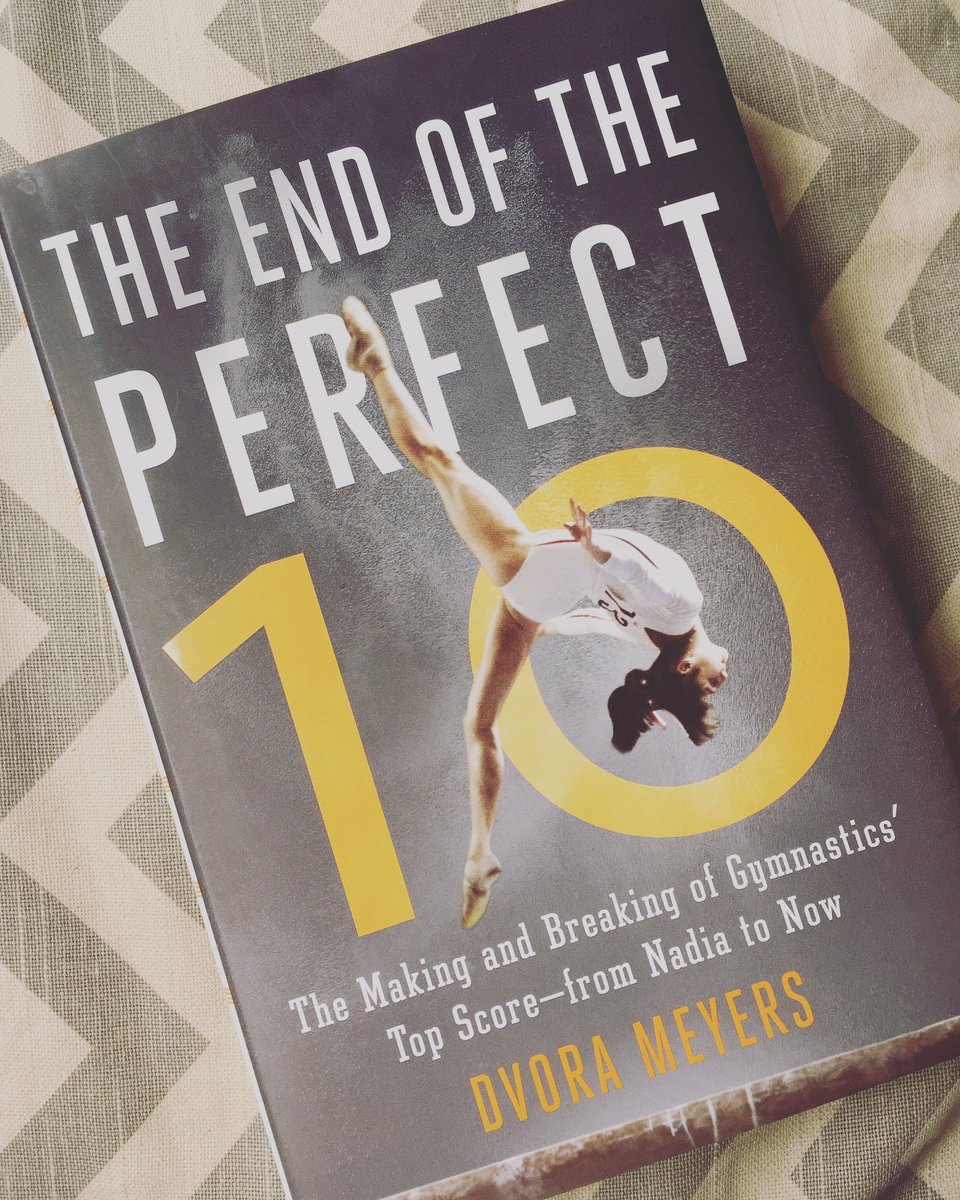 THE END OF THE
PERFECT
10
73
The Making and Breaking of Gymnastics'
Top Score—from Nadia to Now
DVORA MEYERS